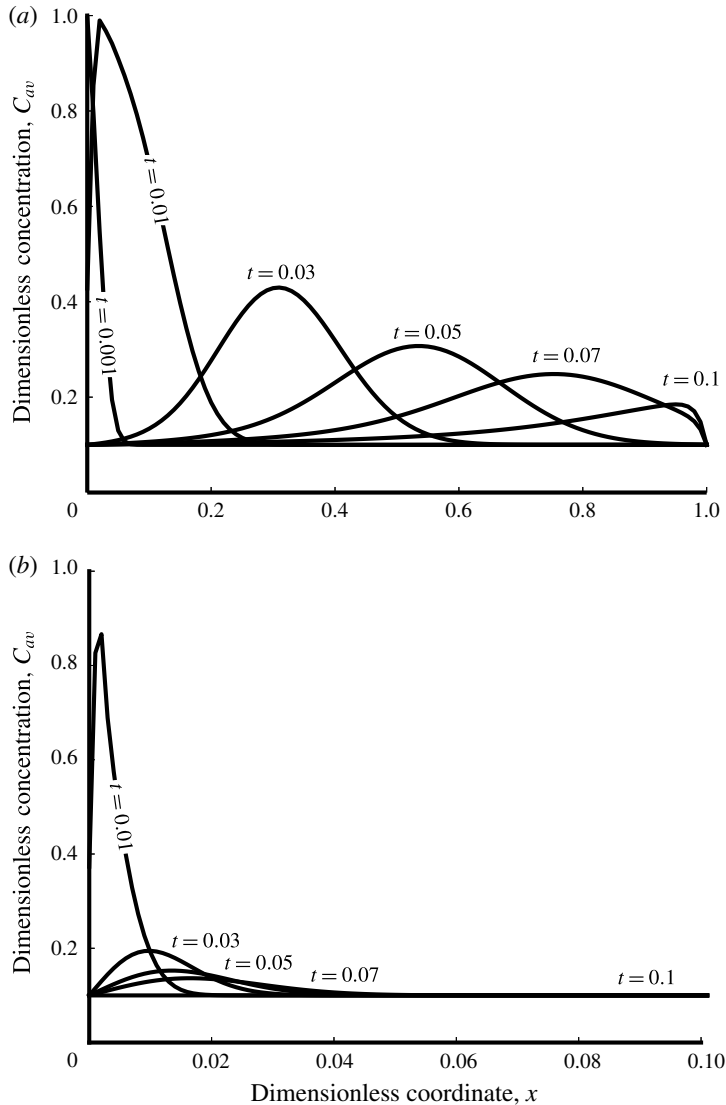 (a)
1.0
0.8
0.6
0.4
0.2
0
Dimensionless concentration, C_av
t = 0.001
t = 0.01
t = 0.03
t = 0.05
t = 0.07
t = 0.1
0.2 0.4 0.6 0.8 1.0
(b)
1.0
0.8
0.6
0.4
0.2
0
Dimensionless concentration, C_av
t = 0.01
t = 0.03
t = 0.05
t = 0.07
t = 0.1
0.02 0.04 0.06 0.08 0.10
Dimensionless coordinate, x